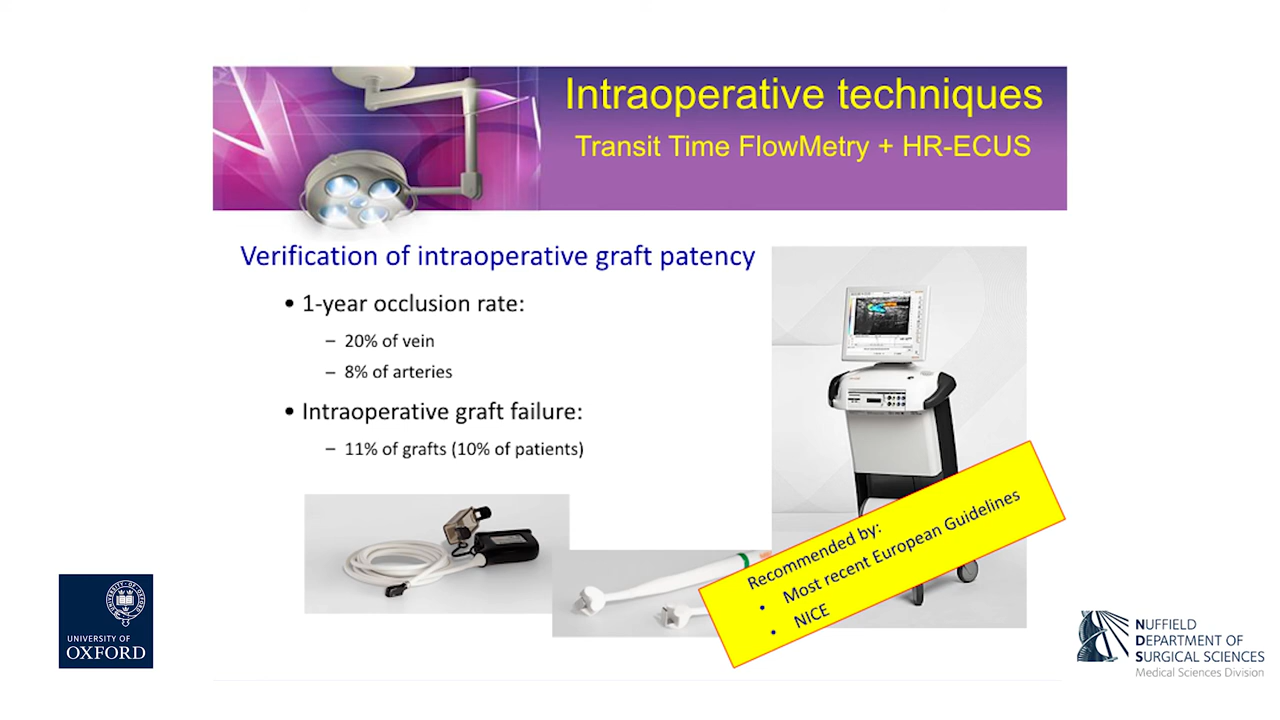 Intraoperative techniques
Transit Time FlowMetry + HR-ECUS
Verification of intraoperative graft patency
• 1-year occlusion rate:
– 20% of vein
– 8% of arteries
• Intraoperative graft failure:
– 11% of grafts (10% of patients)
Recommended by:
• Most recent European Guidelines
• NICE
UNIVERSITY OF
OXFORD
NUFFIELD
DEPARTMENT OF
SURGICAL SCIENCES
Medical Sciences Division